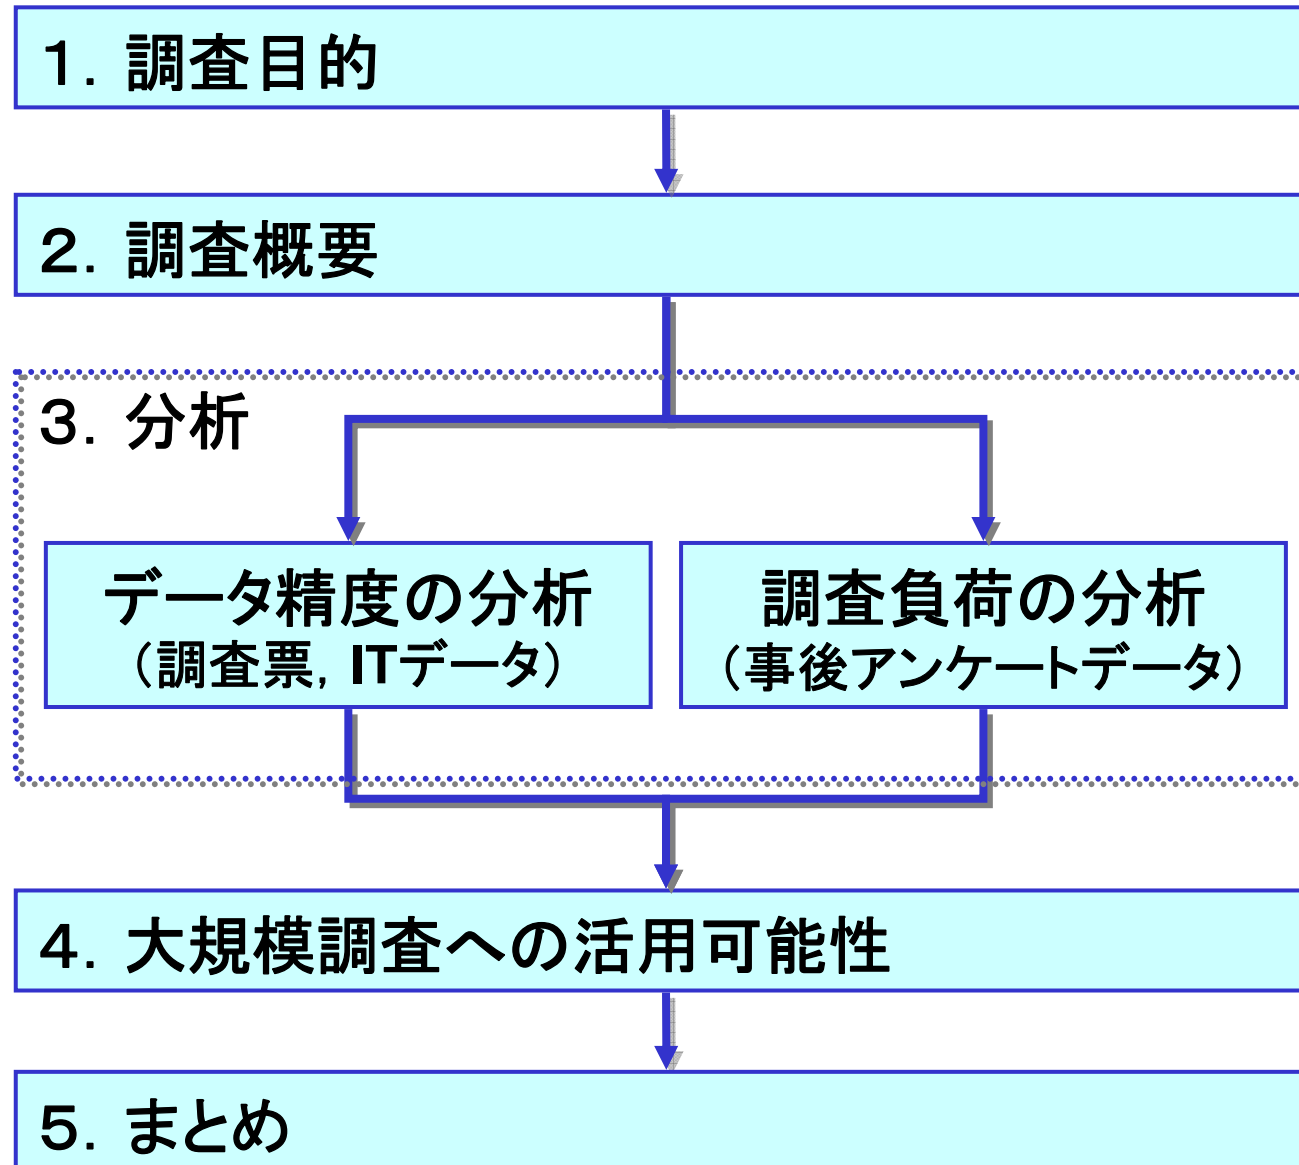 １．調査目的
２．調査概要
３．分析
データ精度の分析
（調査票，ITデータ）
調査負荷の分析
（事後アンケートデータ）
４．大規模調査への活用可能性
５．まとめ